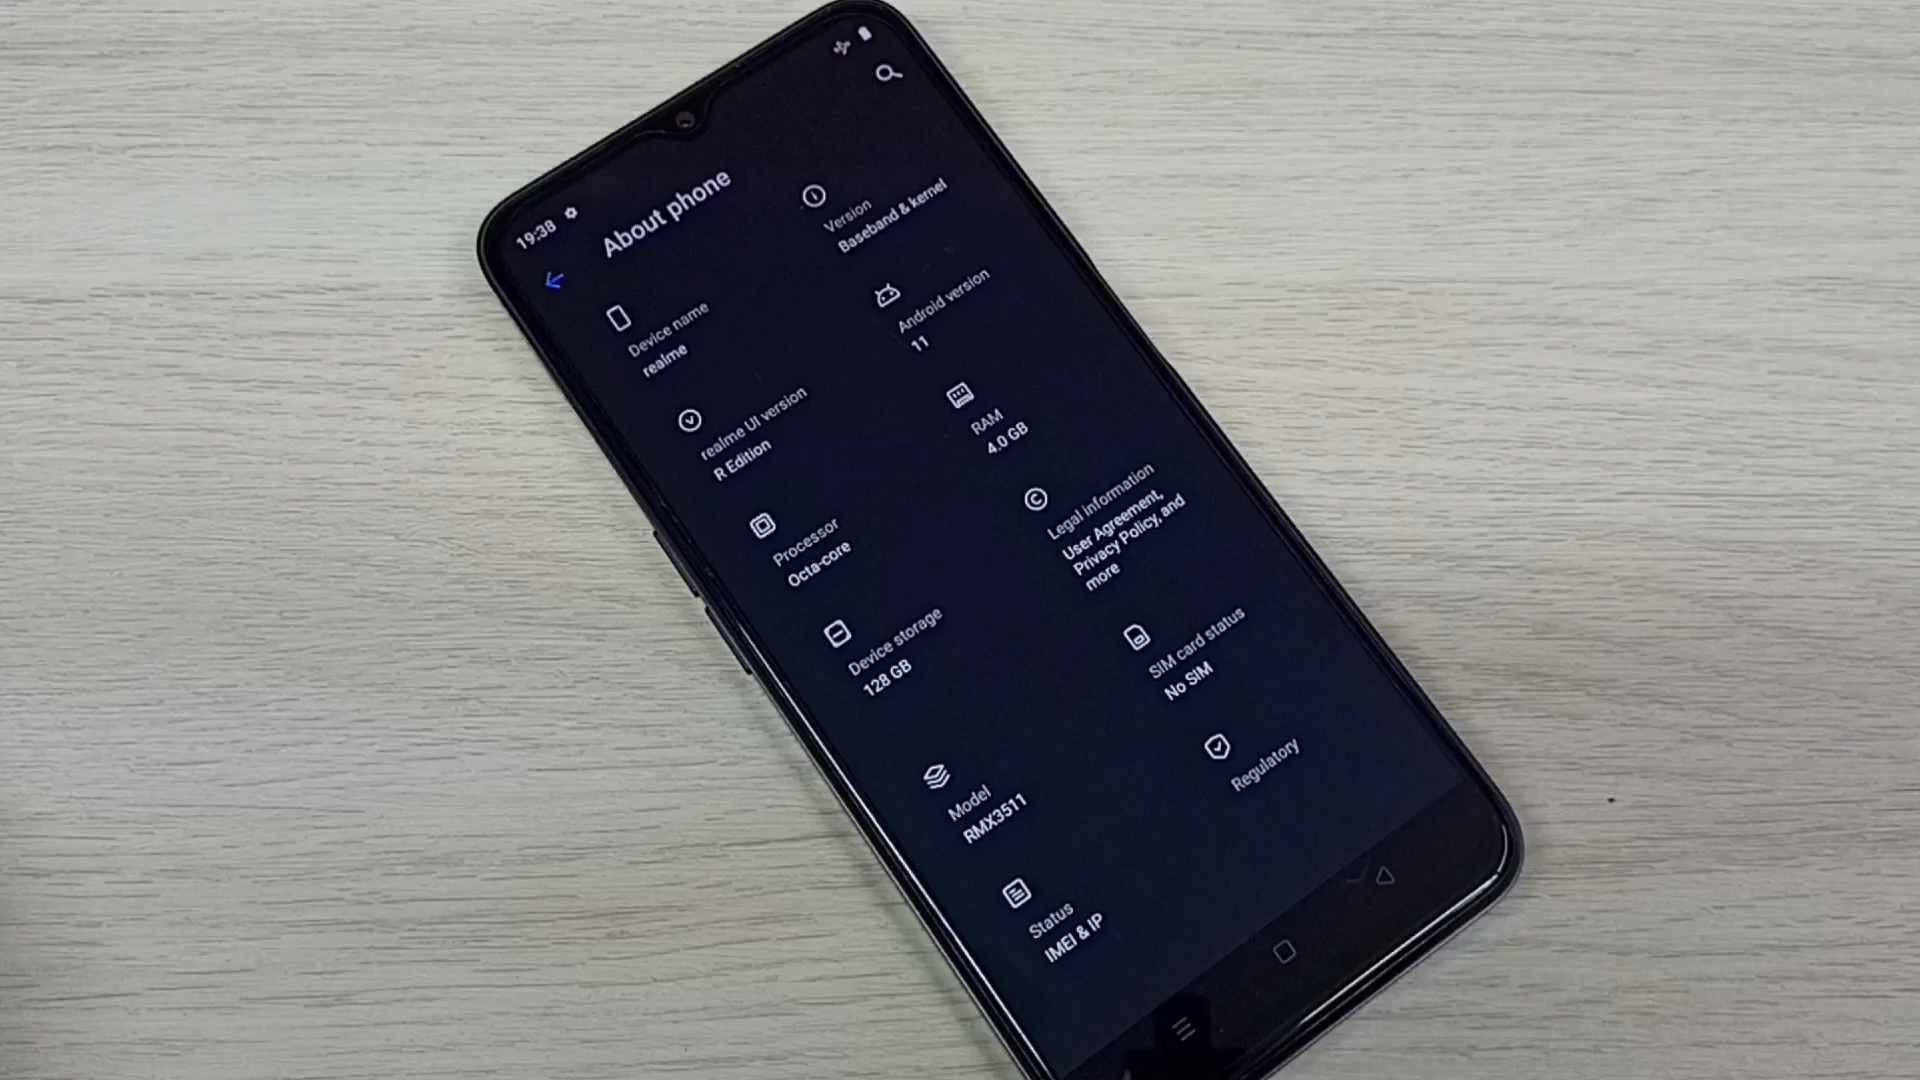 19:38
About phone
Device name
realme
Version
Baseband & kernel
realme UI version
R Edition
Android version
11
Processor
Octa-core
RAM
4.0 GB
Device storage
128 GB
Legal information
User Agreement,
Privacy Policy, and
more
Model
RMX3511
SIM card status
No SIM
Status
IMEI & IP
Regulatory